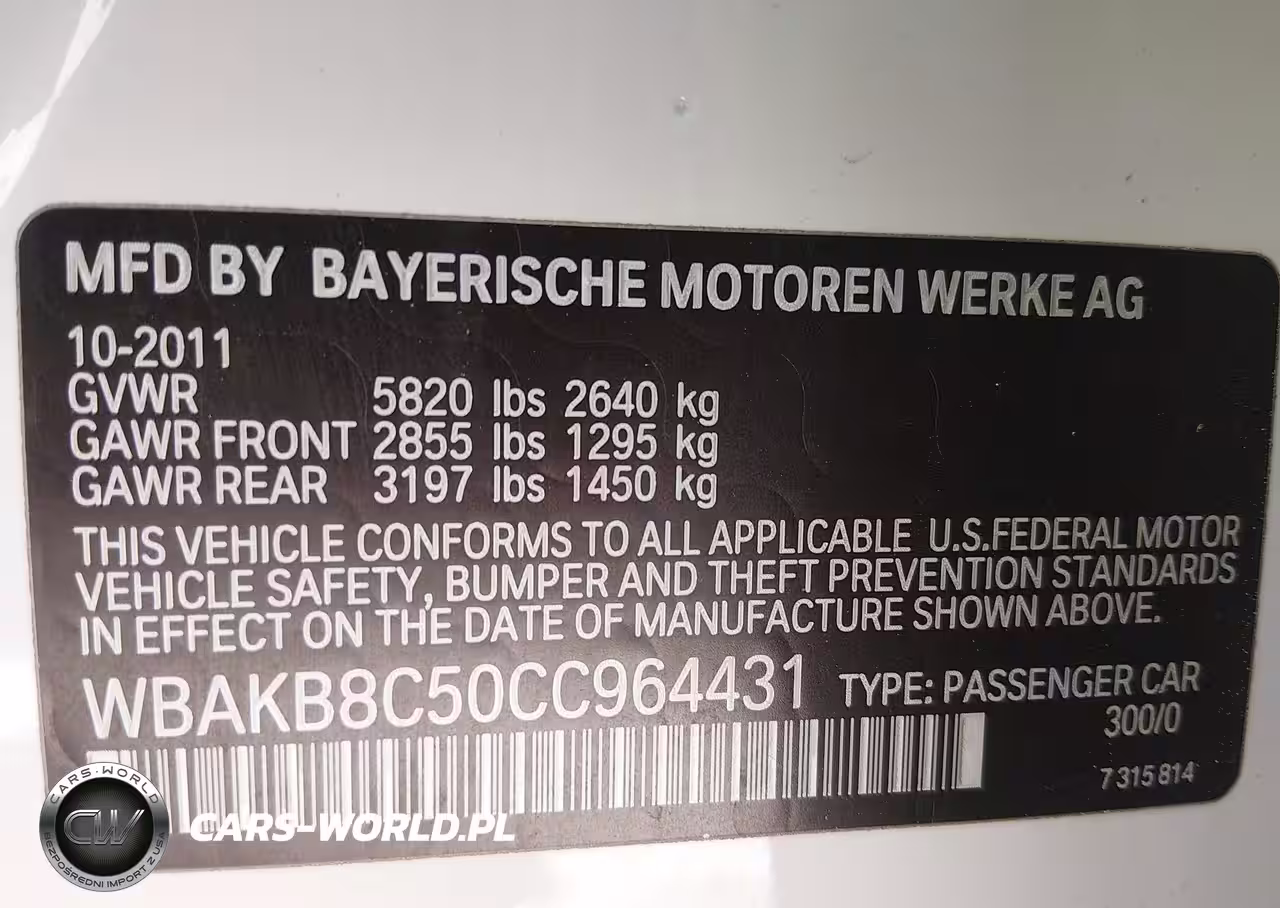 MFD BY BAYERISCHE MOTOREN WERKE AG
10-2011
GVWR 5820 lbs 2640 kg
GAWR FRONT 2855 lbs 1295 kg
GAWR REAR 3197 lbs 1450 kg
THIS VEHICLE CONFORMS TO ALL APPLICABLE U.S.FEDERAL MOTOR
VEHICLE SAFETY, BUMPER AND THEFT PREVENTION STANDARDS
IN EFFECT ON THE DATE OF MANUFACTURE SHOWN ABOVE.
WBAKB8C50CC964431 TYPE: PASSENGER CAR
300/0
7 315 814
CARS-WORLD
CW
BEZPOŚREDNI IMPORT Z USA
CARS-WORLD.PL